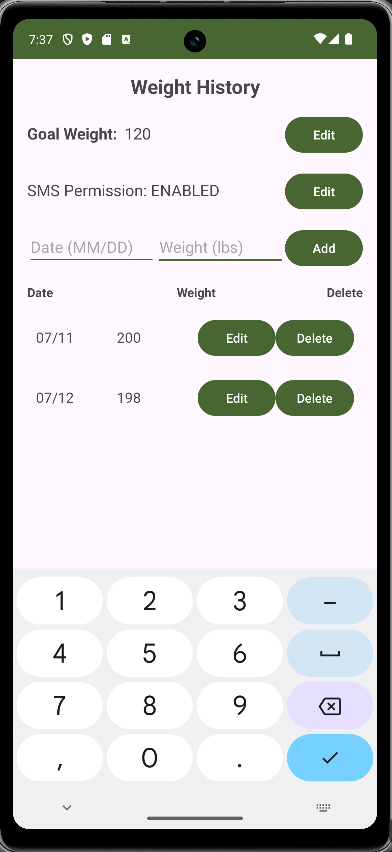 7:37
Weight History
Goal Weight: 120 Edit
SMS Permission: ENABLED Edit
Date (MM/DD) Weight (lbs) Add
Date Weight Delete
07/11 200 Edit Delete
07/12 198 Edit Delete
1 2 3 –
4 5 6
7 8 9
, 0 .